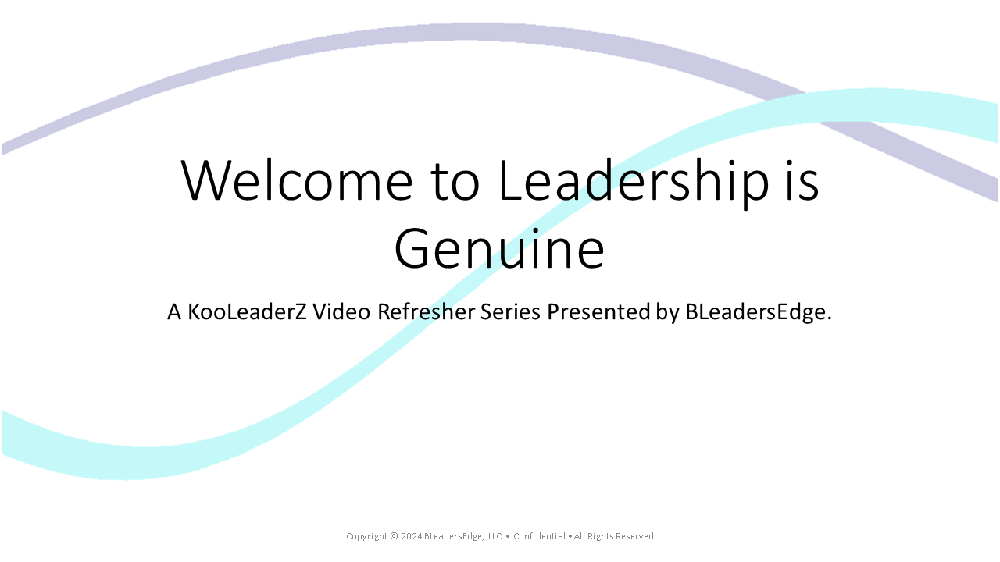 Welcome to Leadership is
Genuine
A KooLeaderZ Video Refresher Series Presented by BLeadersEdge.
Copyright © 2024 BLeadersEdge, LLC • Confidential • All Rights Reserved